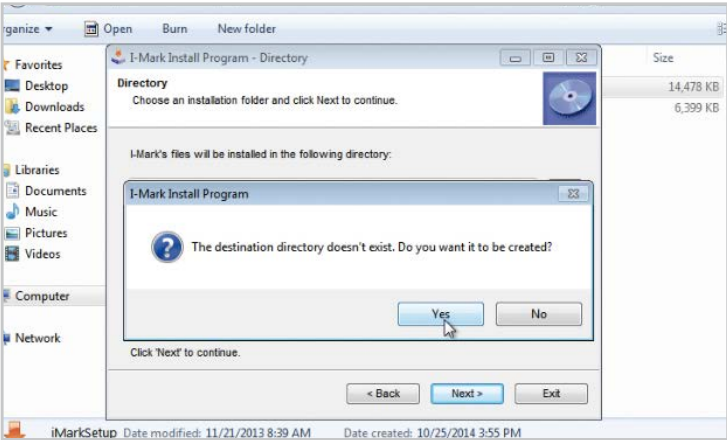 rganize Open Burn New folder
Favorites
Desktop
Downloads
Recent Places
Libraries
Documents
Music
Pictures
Videos
Computer
Network
Size
14,478 KB
6,399 KB
I-Mark Install Program - Directory
Directory
Choose an installation folder and click Next to continue.
I-Mark's files will be installed in the following directory:
I-Mark Install Program
The destination directory doesn't exist. Do you want it to be created?
Yes No
Click 'Next' to continue.
< Back Next > Exit
iMarkSetup Date modified: 11/21/2013 8:39 AM Date created: 10/25/2014 3:55 PM